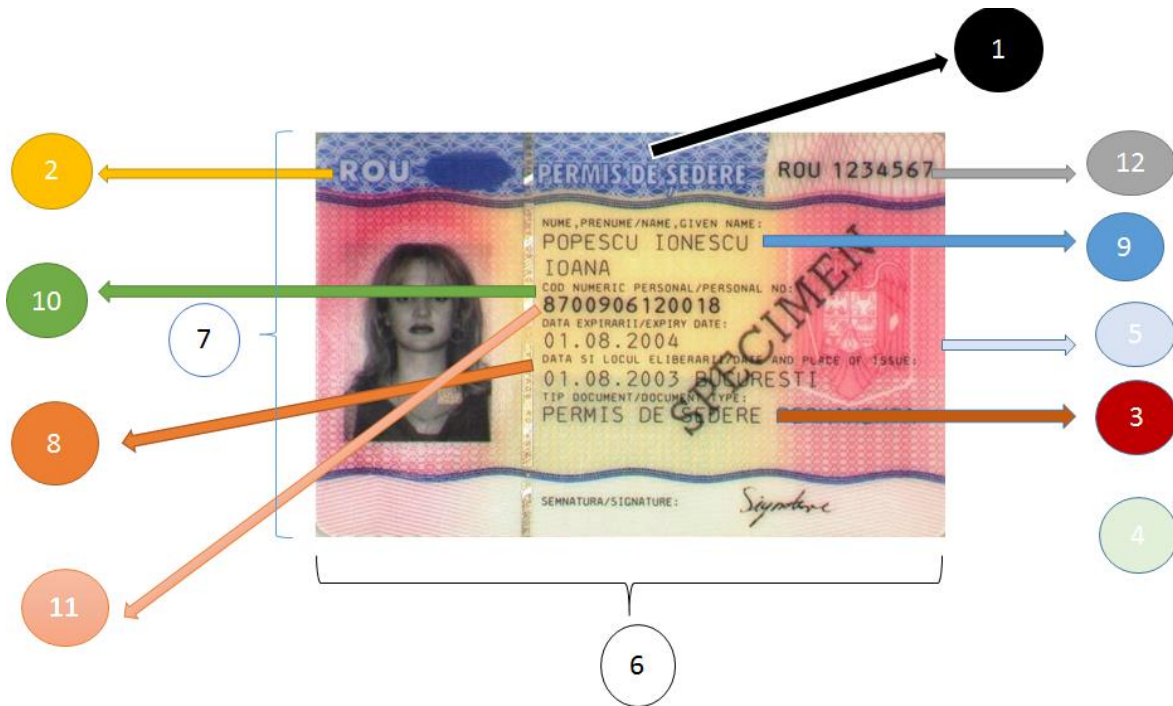 1
2
ROU
PERMIS DE SEDERE
ROU 1234567
12
NUME,PRENUME/NAME,GIVEN NAME:
POPESCU IONESCU
9
IOANA
10
COD NUMERIC PERSONAL/PERSONAL NO:
8700906120018
7
DATA EXPIRARII/EXPIRY DATE:
01.08.2004
5
DATA SI LOCUL ELIBERARII/DATE AND PLACE OF ISSUE:
01.08.2003 BUCURESTI
TIP DOCUMENT/DOCUMENT TYPE:
PERMIS DE SEDERE
SPECIMEN
8
3
SEMNATURA/SIGNATURE:
Signature
4
11
6